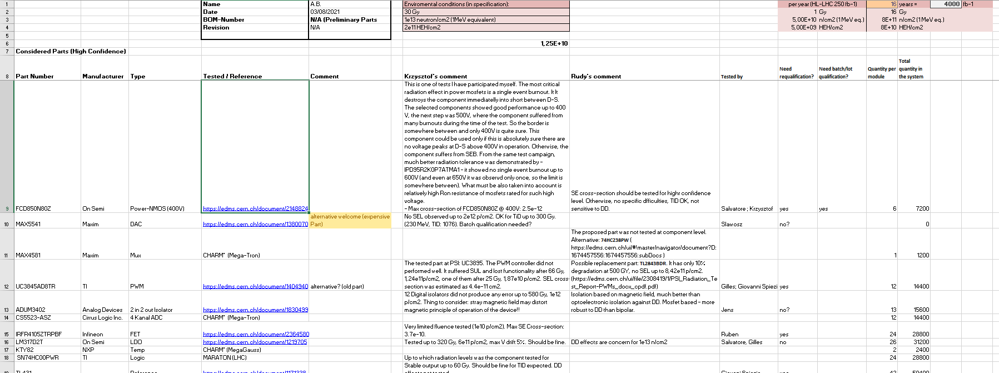 1 Name A.B. Enviromental conditions (in specification): per year (HL-LHC 250 fb-1) 16 years = 4000 fb-1
2 Date 03/08/2021 30 Gy 1 Gy 16 Gy
3 BOM-Number N/A (Preliminary Parts 1e13 neutron/cm2 (1MeV equivalent) 5,00E+10 n/cm2 (1 MeV eq.) 8E+11 n/cm2 (1 MeV eq.)
4 Revision N/A 2e11 HEH/cm2 5,00E+09 HEH/cm2 8E+10 HEH/cm2
5
6 1,25E+10
7 Considered Parts (High Confidence)
8 Part Number Manufacturer Type Tested / Reference Comment Krzysztof's comment Rudy's comment Tested by
Need
requalification?
Need batch/lot
qualification?
Quantity per
module
Total
quantity in
the system
This is one of tests I have participated myself. The most critical
radiation effect in power mosfets is a single event burnout. It It
destroys the component immediatelly into short between D-S.
The selected components showed good performance up to 400
V, the next step was 500V, where the component suffered from
many burnouts during the time of the test. So the border is
somewhere between and only 400V is quite sure. This
component could be used only if this is absolutely sure there are
no voltage peaks at D-S above 400V in operation. Otherwise, the
component suffers from SEB. From the same test campaign,
much better radiation tolerance was demonstrated by -
IPD95R2K0P7ATMA1 - it showed no single event burnout up to
600V (and even at 650V it was observd only once, so the limit is
somewhere between). What must be also taken into account is
relatively high Ron resistance of mosfets rated for such high
voltage.
- Max cross-section of FCD850N80Z @ 400V: 2.5e-12
SE cross-section should be tested for highr confidence
level. Otherwise, no specific dfficulties, TID OK, not
sensitive to DD.
9 FCD850N80Z On Semi Power-NMOS (400V) https://edms.cern.ch/document/2148824 Salvatore ; Krzysztof yes yes 6 7200
alternative welcome (expensive
Part)
No SEL observed up to 2e12 p/cm2. OK for TiD up to 300 Gy.
(230 MeV, TID: 1076). Batch qualification needed?
10 MAX5541 Maxim DAC https://edms.cern.ch/document/1380070 Slawosz no? 0
The proposed part was not tested at component level.
Alternative: 74HC238PW (
https://edms.cern.ch/ui/#!master/navigator/document?D:
1674457556:1674457556:subDocs )
11 MAX4581 Maxim Mux CHARM" (Mega-Tron) 1 1200
The tested part at PSI: UC3895. The PWM controller did not
performed well. It suffered SUL and lost functionality after 66 Gy,
1,24e11p/cm2, one of them after 25 Gy, 1,87e10 p/cm2. SEL cross
section was estimated as 4.4e-11 cm2.
Possible replacement part: TL2843BDR. It has only 10%
degradation at 500 GY, no SEL up to 8,42e11 p/cm2.
(https://edms.cern.ch/ui/file/2308419/1/PSI_Radiation_Te
st_Report-PWMs_docx_cpdf.pdf)
12 UC3845AD8TR TI PWM https://edms.cern.ch/document/1404940 alternative? (old part) Gilles; Giovanni Spiezi yes 12 14400
12 Digital isolators did not produce any error up to 580 Gy, 1e12
p/cm2. Thing to consider: stray magnetic field may distort
magnetic principle of operation of the device!!
Isolation based on magnetic field, much better than
optoelectronic isolation against DD. Mosfet based - more
robust to DD than bipolar.
13 ADUM3402 Analog Devices 2 in 2 out Isolator https://edms.cern.ch/document/1830499 Jens no? 13 15600
14 CS5523-ASZ Cirrus Logic Inc. 4 Kanal ADC CHARM" (Mega-Tron) 12 14400
Very limited fluence tested (1e10 p/cm2). Max SE Cross-section:
3.7e-10.
15 IRFR4105ZTRPBF Infineon FET https://edms.cern.ch/document/2364580 Ruben yes 24 28800
16 LM317D2T On Semi LDO https://edms.cern.ch/document/1219705 Tested up to 320 Gy, 6e11 p/cm2, max V drift 5%. Should be fine. DD effects are concern for 1e13 n/cm2 Salvatore, Gilles no 26 31200
17 KTY82 NXP Temp CHARM" (MegaGauss) 2 2400
18 SN74HC00PWR TI Logic MARATON (LHC) Up to which radiation levels was the component tested for 24 28800
Stable output up to 60 Gy. Should be fine for TID expected. DD